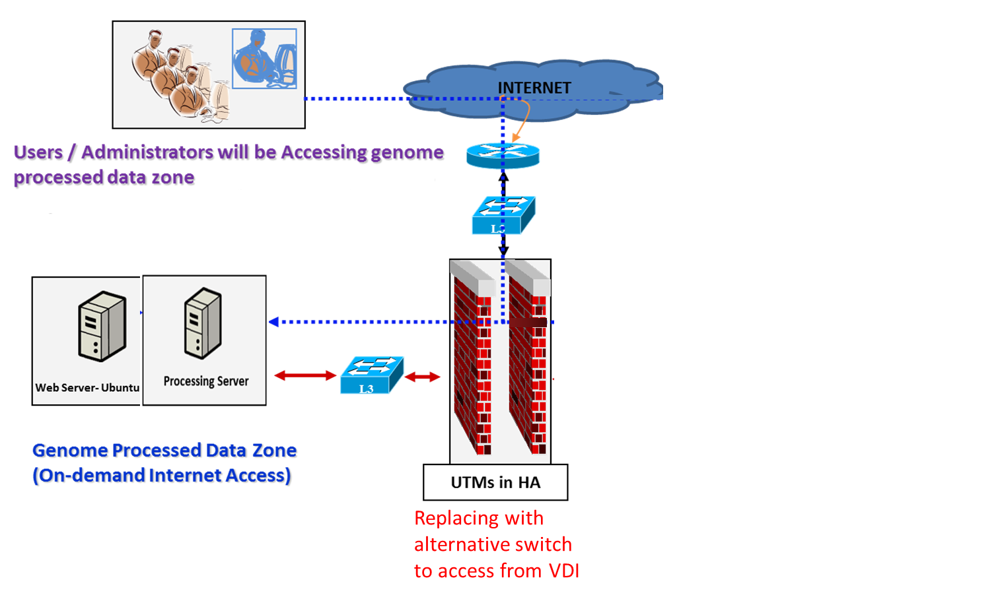 INTERNET
Users / Administrators will be Accessing genome
processed data zone
Web Server- Ubuntu
Processing Server
L3
Genome Processed Data Zone
(On-demand Internet Access)
UTMs in HA
Replacing with
alternative switch
to access from VDI